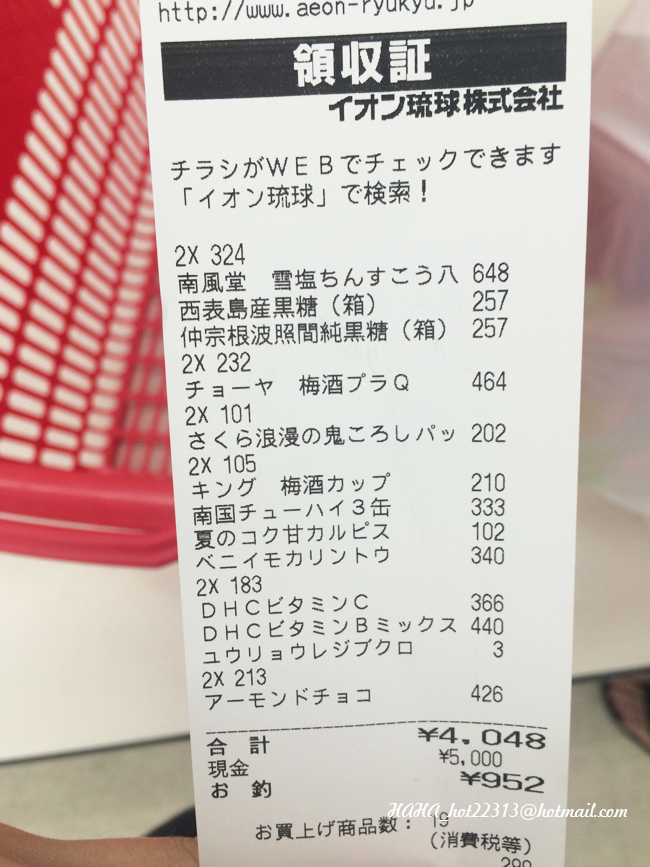 http://www.aeon-ryukyu.jp
領収証
イオン琉球株式会社
チラシがＷＥＢでチェックできます
「イオン琉球」で検索！
2X 324
南風堂　雪塩ちんすこう八 648
西表島産黒糖（箱） 257
仲宗根波照間純黒糖（箱） 257
2X 232
チョーヤ　梅酒プラＱ 464
2X 101
さくら浪漫の鬼ころしパッ 202
2X 105
キング　梅酒カップ 210
南国チューハイ３缶 333
夏のコク甘カルピス 102
ベニイモカリントウ 340
2X 183
ＤＨＣビタミンＣ 366
ＤＨＣビタミンＢミックス 440
ユウリョウレジブクロ 3
2X 213
アーモンドチョコ 426
合 計 ¥4,048
現金 ¥5,000
お 釣 ¥952
HAHA_hot22313@hotmail.com
お買上げ商品数： 19
（消費税等）
299